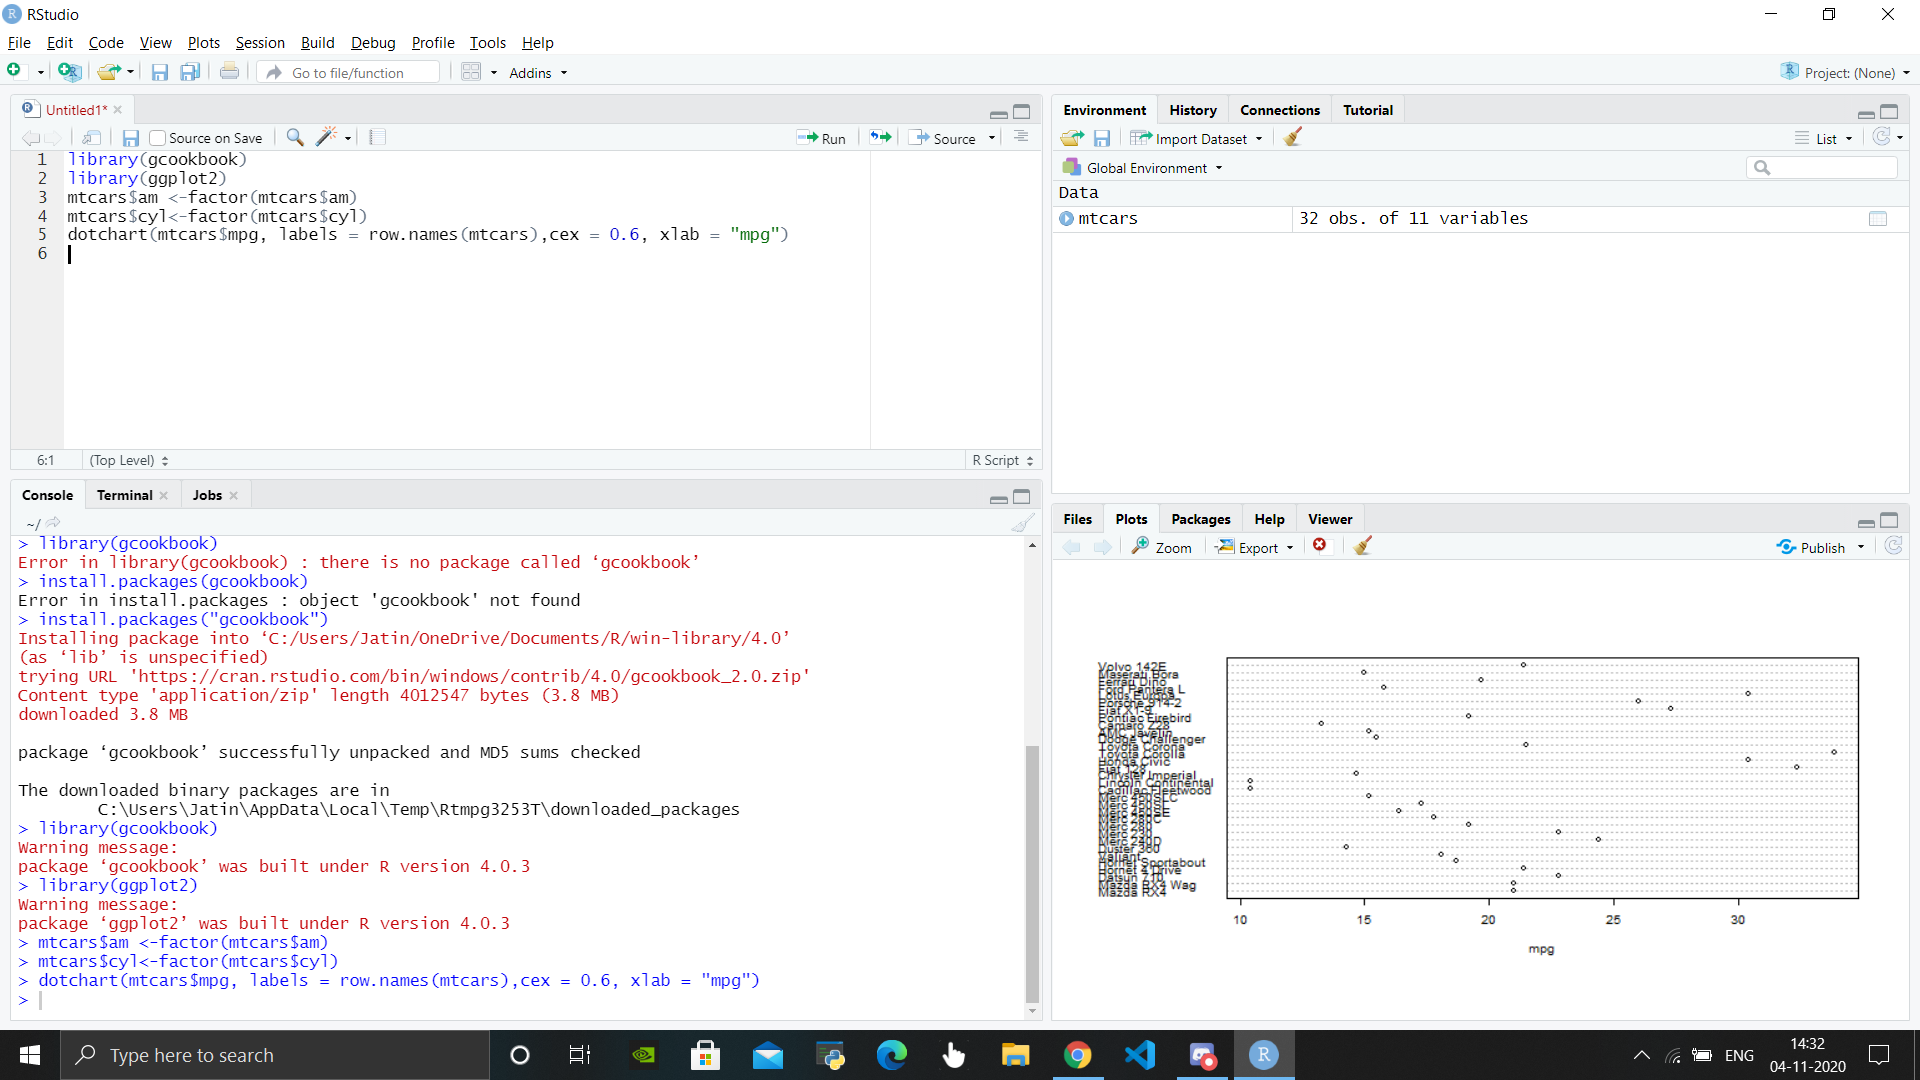 RStudio
File Edit Code View Plots Session Build Debug Profile Tools Help
Go to file/function Addins Project: (None)
Untitled1*
Source on Save Run Source
1 library(gcookbook)
2 library(ggplot2)
3 mtcars$am <-factor(mtcars$am)
4 mtcars$cyl<-factor(mtcars$cyl)
5 dotchart(mtcars$mpg, labels = row.names(mtcars),cex = 0.6, xlab = "mpg")
6
6:1 (Top Level) R Script
Console Terminal Jobs
~/
> library(gcookbook)
Error in library(gcookbook) : there is no package called ‘gcookbook’
> install.packages(gcookbook)
Error in install.packages : object 'gcookbook' not found
> install.packages("gcookbook")
Installing package into ‘C:/Users/Jatin/OneDrive/Documents/R/win-library/4.0’
(as ‘lib’ is unspecified)
trying URL 'https://cran.rstudio.com/bin/windows/contrib/4.0/gcookbook_2.0.zip'
Content type 'application/zip' length 4012547 bytes (3.8 MB)
downloaded 3.8 MB
package ‘gcookbook’ successfully unpacked and MD5 sums checked
The downloaded binary packages are in
C:\Users\Jatin\AppData\Local\Temp\Rtmpg3253T\downloaded_packages
> library(gcookbook)
Warning message:
package ‘gcookbook’ was built under R version 4.0.3
> library(ggplot2)
Warning message:
package ‘ggplot2’ was built under R version 4.0.3
> mtcars$am <-factor(mtcars$am)
> mtcars$cyl<-factor(mtcars$cyl)
> dotchart(mtcars$mpg, labels = row.names(mtcars),cex = 0.6, xlab = "mpg")
>
Environment History Connections Tutorial
Import Dataset List
Global Environment
Data
mtcars 32 obs. of 11 variables
Files Plots Packages Help Viewer
Zoom Export Publish
Volvo 142E
Maserati Bora
Ferrari Dino
Ford Pantera L
Lotus Europa
Porsche 914-2
Fiat X1-9
Pontiac Firebird
Camaro Z28
AMC Javelin
Dodge Challenger
Toyota Corona
Toyota Corolla
Honda Civic
Fiat 128
Chrysler Imperial
Lincoln Continental
Cadillac Fleetwood
Merc 450SLC
Merc 450SL
Merc 450SE
Merc 280C
Merc 280
Merc 230
Merc 240D
Duster 360
Valiant
Hornet Sportabout
Hornet 4 Drive
Datsun 710
Mazda RX4 Wag
Mazda RX4
10 15 20 25 30
mpg
Type here to search
ENG
14:32
04-11-2020